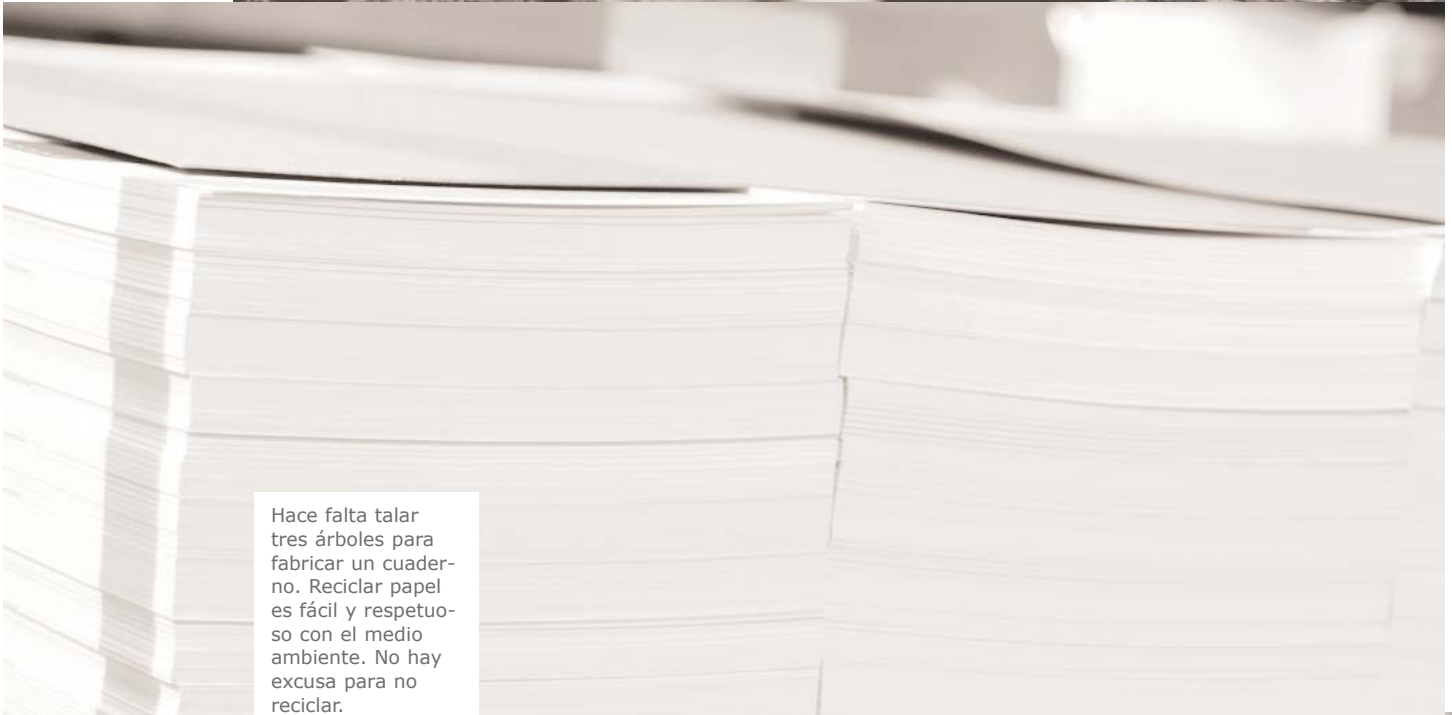 Hace falta talar
tres árboles para
fabricar un cuader-
no. Reciclar papel
es fácil y respetuo-
so con el medio
ambiente. No hay
excusa para no
reciclar.